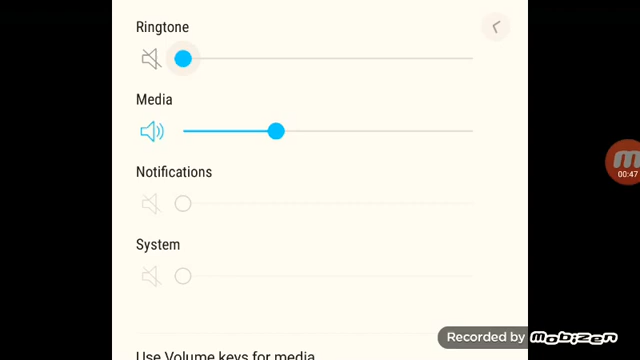 Ringtone
Media
Notifications
System
Use Volume keys for media
Recorded by
mobizen
M
00:47